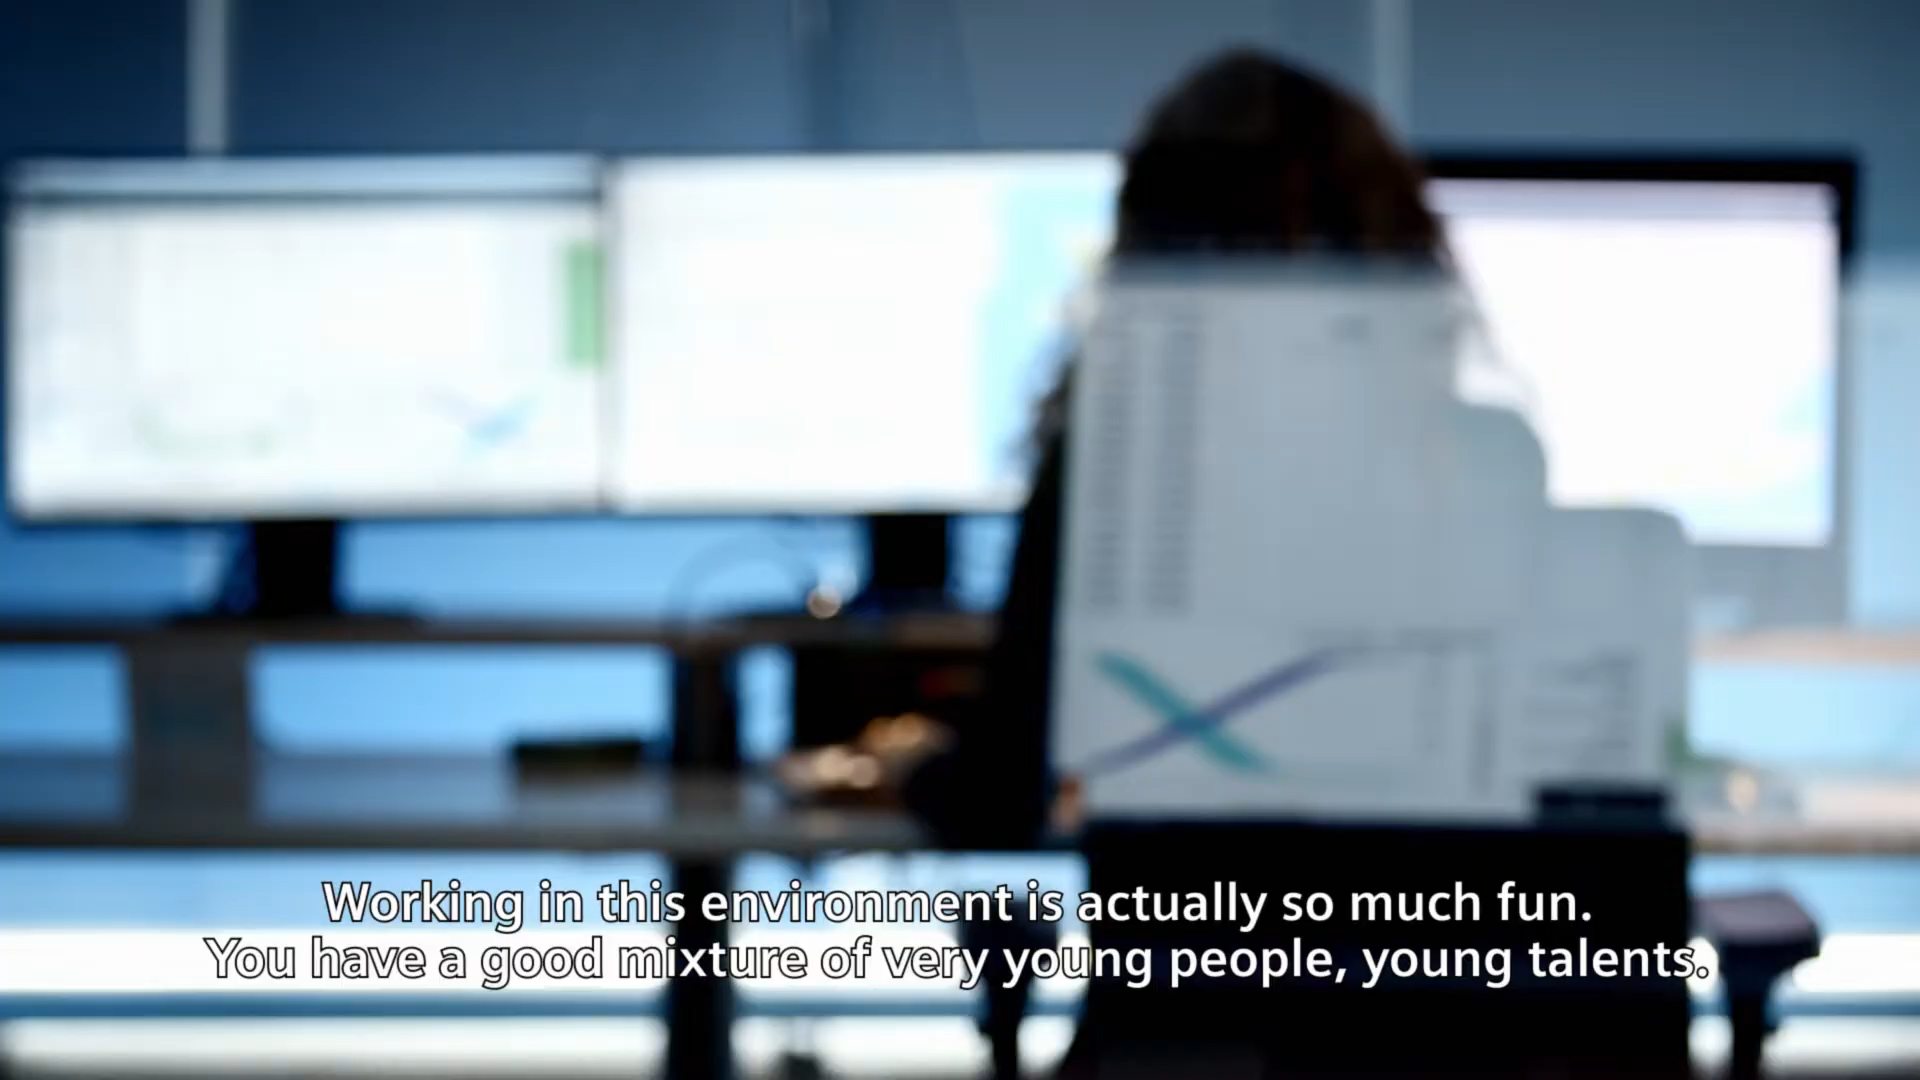 Working in this environment is actually so much fun.
You have a good mixture of very young people, young talents.